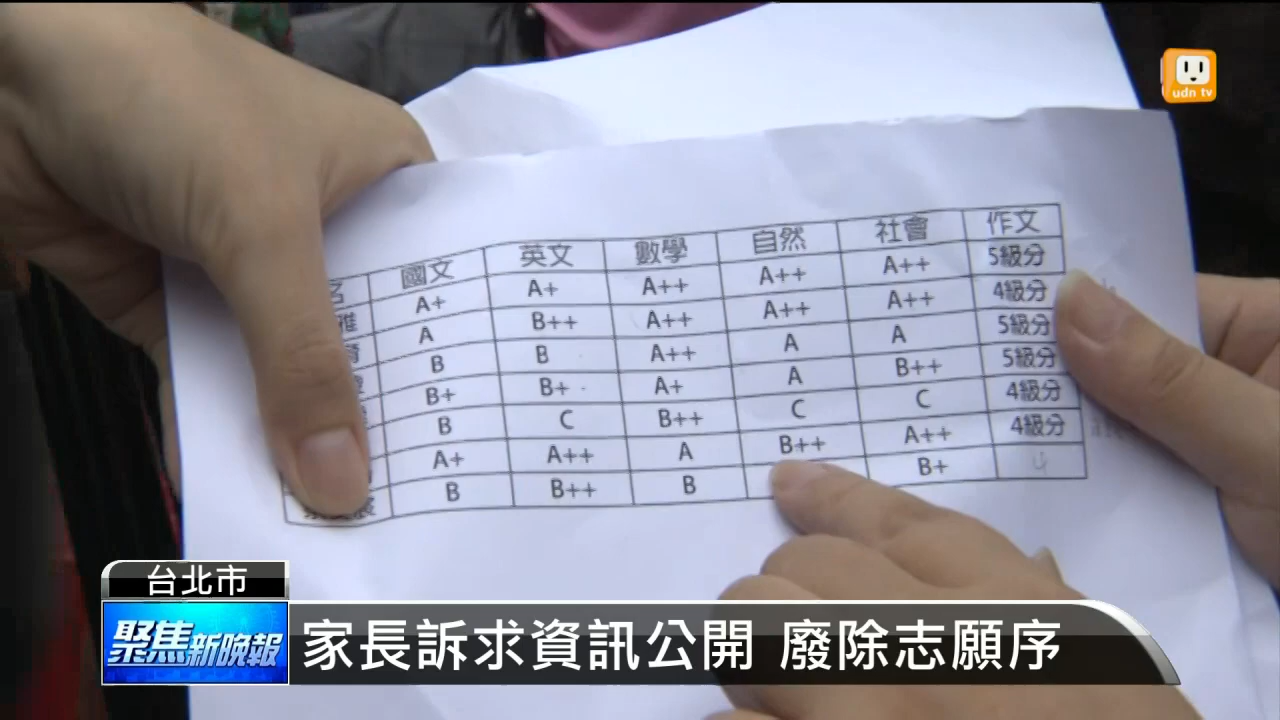 udn tv
國文 英文 數學 自然 社會 作文
A+ A+ A++ A++ A++ 5級分
A B++ A++ A++ A++ 4級分
B B A++ A A 5級分
B+ B+ A+ A B++ 5級分
B C B++ C C 4級分
A+ A++ A B++ A++ 4級分
B B++ B B+
台北市
聚焦新晚報
家長訴求資訊公開 廢除志願序